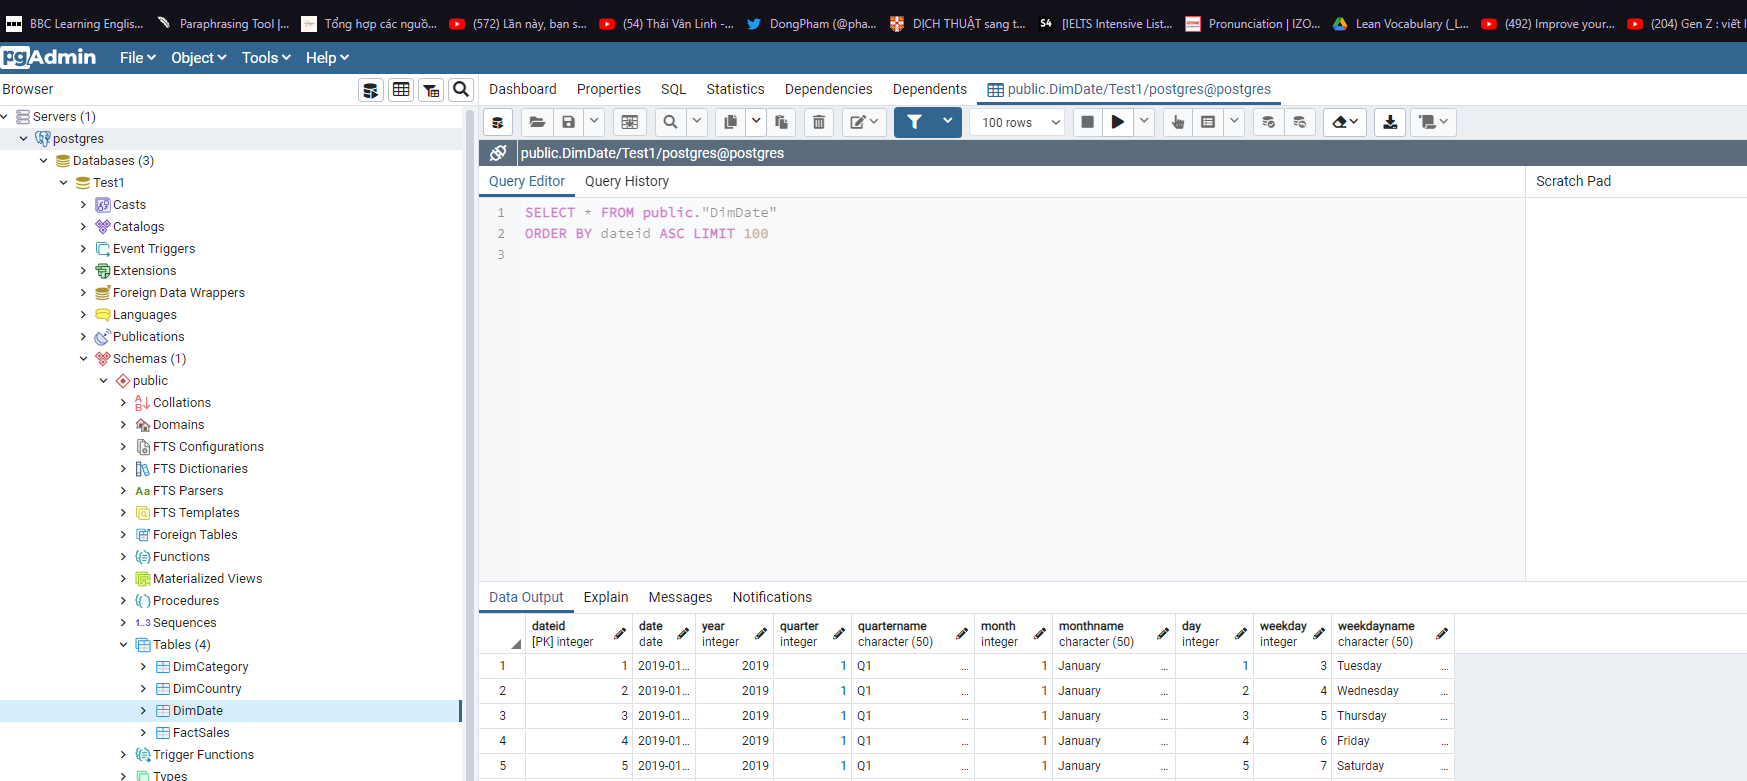 BBC Learning English... Paraphrasing Tool |... Tổng hợp các nguồ... (572) Lần này, bạn s... (54) Thái Vân Linh -... DongPham (@pha... DỊCH THUẬT sang t... S4 [IELTS Intensive List... Pronunciation | IZO... Lean Vocabulary (_L... (492) Improve your... (204) Gen Z : viết l
pgAdmin File Object Tools Help
Browser Dashboard Properties SQL Statistics Dependencies Dependents public.DimDate/Test1/postgres@postgres
100 rows
public.DimDate/Test1/postgres@postgres
Query Editor Query History Scratch Pad
1 SELECT * FROM public."DimDate"
2 ORDER BY dateid ASC LIMIT 100
3
Servers (1)
postgres
Databases (3)
Test1
Casts
Catalogs
Event Triggers
Extensions
Foreign Data Wrappers
Languages
Publications
Schemas (1)
public
Collations
Domains
FTS Configurations
FTS Dictionaries
Aa FTS Parsers
FTS Templates
Foreign Tables
Functions
Materialized Views
Procedures
1..3 Sequences
Tables (4)
DimCategory
DimCountry
DimDate
FactSales
Trigger Functions
Types
Data Output Explain Messages Notifications
dateid date year quarter quartername month monthname day weekday weekdayname
[PK] integer date integer integer character (50) integer character (50) integer integer character (50)
1 1 2019-01... 2019 1 Q1 ... 1 January ... 1 3 Tuesday ...
2 2 2019-01... 2019 1 Q1 ... 1 January ... 2 4 Wednesday ...
3 3 2019-01... 2019 1 Q1 ... 1 January ... 3 5 Thursday ...
4 4 2019-01... 2019 1 Q1 ... 1 January ... 4 6 Friday ...
5 5 2019-01... 2019 1 Q1 ... 1 January ... 5 7 Saturday ...